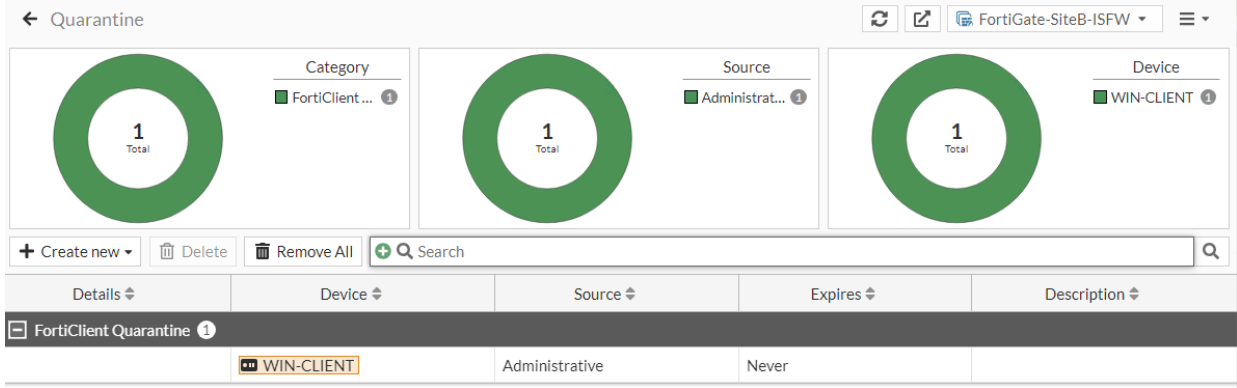 Quarantine
FortiGate-SiteB-ISFW
Category
FortiClient ... 1
1
Total
Source
Administrat... 1
1
Total
Device
WIN-CLIENT 1
1
Total
Create new
Delete
Remove All
Search
Details Device Source Expires Description
FortiClient Quarantine 1
WIN-CLIENT Administrative Never